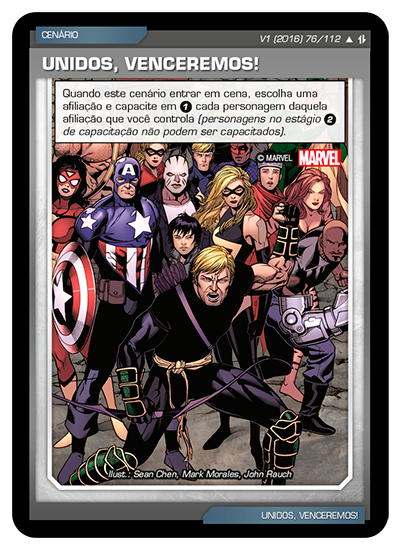 CENÁRIO
V1 (2016) 76/112
UNIDOS, VENCEREMOS!
Quando este cenário entrar em cena, escolha uma
afiliação e capacite em 1 cada personagem daquela
afiliação que você controla (personagens no estágio 2
de capacitação não podem ser capacitados).
© MARVEL MARVEL
Ilust.: Sean Chen, Mark Morales, John Rauch
UNIDOS, VENCEREMOS!